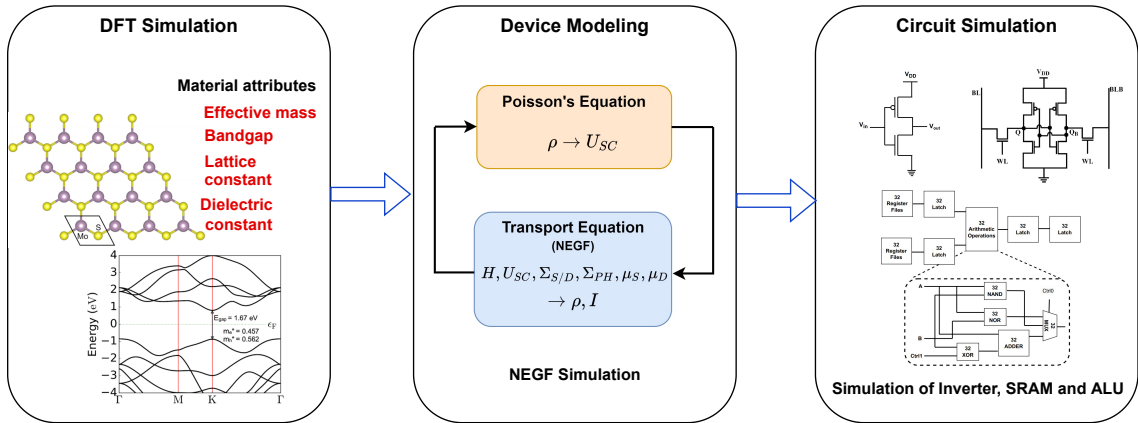 DFT Simulation
Material attributes
Effective mass
Bandgap
Lattice
constant
Dielectric
constant
S
Mo
Energy (eV)
4
3
2
1
0
−1
−2
−3
−4
E_gap = 1.67 eV
ϵ_F
m_e* = 0.457
m_h* = 0.562
Γ M K Γ
Device Modeling
Poisson's Equation
ρ → U_SC
Transport Equation
(NEGF)
H, U_SC, Σ_S/D, Σ_PH, μ_S, μ_D
→ ρ, I
NEGF Simulation
Circuit Simulation
V_DD
V_in
V_out
V_DD
BL
BLB
Q
Q_B
WL
WL
32
Register
Files
32
Latch
32
Arithmetic
Operations
32
Latch
32
Latch
32
Register
Files
32
Latch
A
32
NAND
Ctrl0
32
NOR
32
MUX
B
32
ADDER
Ctrl1
32
XOR
Simulation of Inverter, SRAM and ALU